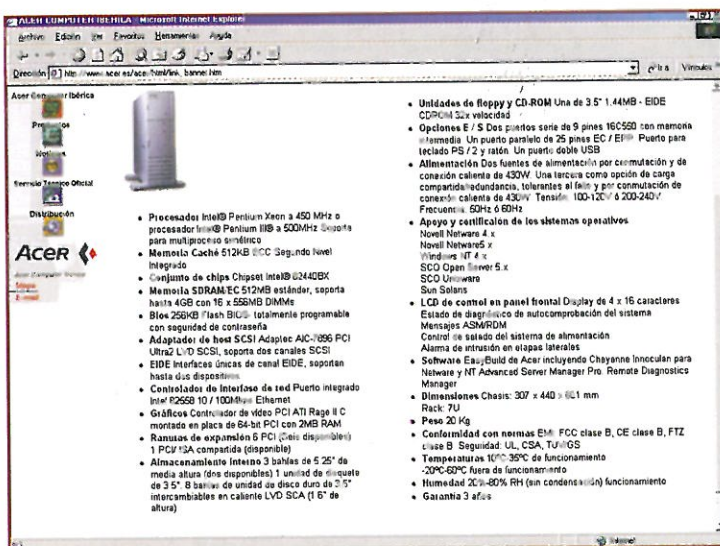 ACER COMPUTER IBERICA - Microsoft Internet Explorer
Archivo Edición Ver Favoritos Herramientas Ayuda
Dirección http://www.acer.es/acer/html/link_banner.htm Ir a Vínculos
Acer Computer Ibérica
Productos
Noticias
Servicio Técnico Oficial
Distribución
Acer
Acer Computer Iberica
Mapa
E-mail
• Procesador Intel® Pentium Xeon a 450 MHz o
procesador Intel® Pentium III® a 500MHz Soporta
para multiproceso simétrico
• Memoria Caché 512KB ECC Segundo Nivel
Integrado
• Conjunto de chips Chipset Intel® 82440BX
• Memoria SDRAM/EC 512MB estándar, soporta
hasta 4GB con 16 x 556MB DIMMs
• Bios 256KB Flash BIOS totalmente programable
con seguridad de contraseña
• Adaptador de host SCSI Adaptec AIC-7896 PCI
Ultra2 LVD SCSI, soporta dos canales SCSI
• EIDE Interfaces únicas de canal EIDE, soportan
hasta dos dispositivos
• Controlador de Interfaso de red Puerto integrado
Intel 82558 10 / 100Mbps Ethernet
• Gráficos Controlador de vídeo PCI ATI Rage II C
montado en placa de 64-bit PCI con 2MB RAM
• Ranuras de expansión 6 PCI (Seis disponibles)
1 PCI/ ISA compartida (disponible)
• Almacenamiento Interno 3 bahías de 5 25" de
media altura (dos disponibles) 1 unidad de disquete
de 3 5". 8 bahías de unidad de disco duro de 3 5"
intercambiables en caliente LVD SCA (1 6" de
altura)
• Unidades de floppy y CD-ROM Una de 3.5" 1.44MB - EIDE
CDROM 32x velocidad
• Opciones E / S Dos puertos serie de 9 pines 16C550 con memoria
intermedia Un puerto paralelo de 25 pines EC / EPP Puerto para
teclado PS / 2 y ratón. Un puerto doble USB
• Alimentación Dos fuentes de alimentación por conmutación y de
conexión caliente de 430W. Una tercera como opción de carga
compartida/redundancia, tolerantes al fallo y por conmutación de
conexión caliente de 430W Tensión 100-120V ó 200-240V
Frecuencia 50Hz ó 60Hz
• Apoyo y certificación de los sistemas operativos
Novell Netware 4.x
Novell Netware5 x
Windows NT 4 x
SCO Open Server 5.x
SCO Unixware
Sun Solaris
• LCD de control en panel frontal Display de 4 x 16 caracteres
Estado de diagnóstico de autocomprobación del sistema
Mensajes ASM/RDM
Control de estado del sistema de alimentación
Alarma de intrusión en etapas laterales
• Software EasyBuild de Acer incluyendo Cheyanne Innoculan para
Netware y NT Advanced Server Manager Pro. Remote Diagnostics
Manager
• Dimensiones Chasis: 307 x 440 x 601 mm
Rack: 7U
• Peso 20 Kg
• Conformidad con normas EMI FCC clase B, CE clase B, FTZ
clase B Seguridad: UL, CSA, TUV/GS
• Temperaturas 10ºC-35ºC de funcionamiento
-20ºC-60ºC fuera de funcionamiento
• Humedad 20%-80% RH (sin condensación) funcionamiento
• Garantía 3 años
Internet